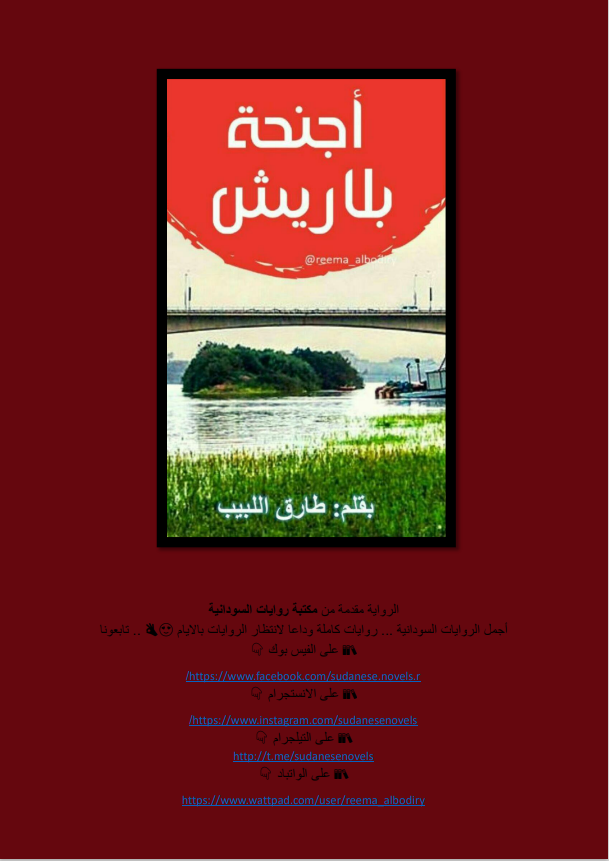 أجنحة
بلا ريش
@reema_albodiry
بقلم: طارق اللبيب
الرواية مقدمة من مكتبة روايات السودانية
أجمل الروايات السودانية ... روايات كاملة وداعا لانتظار الروايات بالايام .. تابعونا
على الفيس بوك
https://www.facebook.com/sudanese.novels.r/
على الانستجرام
https://www.instagram.com/sudanesenovels/
على التيلجرام
http://t.me/sudanesenovels
على الواتباد
https://www.wattpad.com/user/reema_albodiry